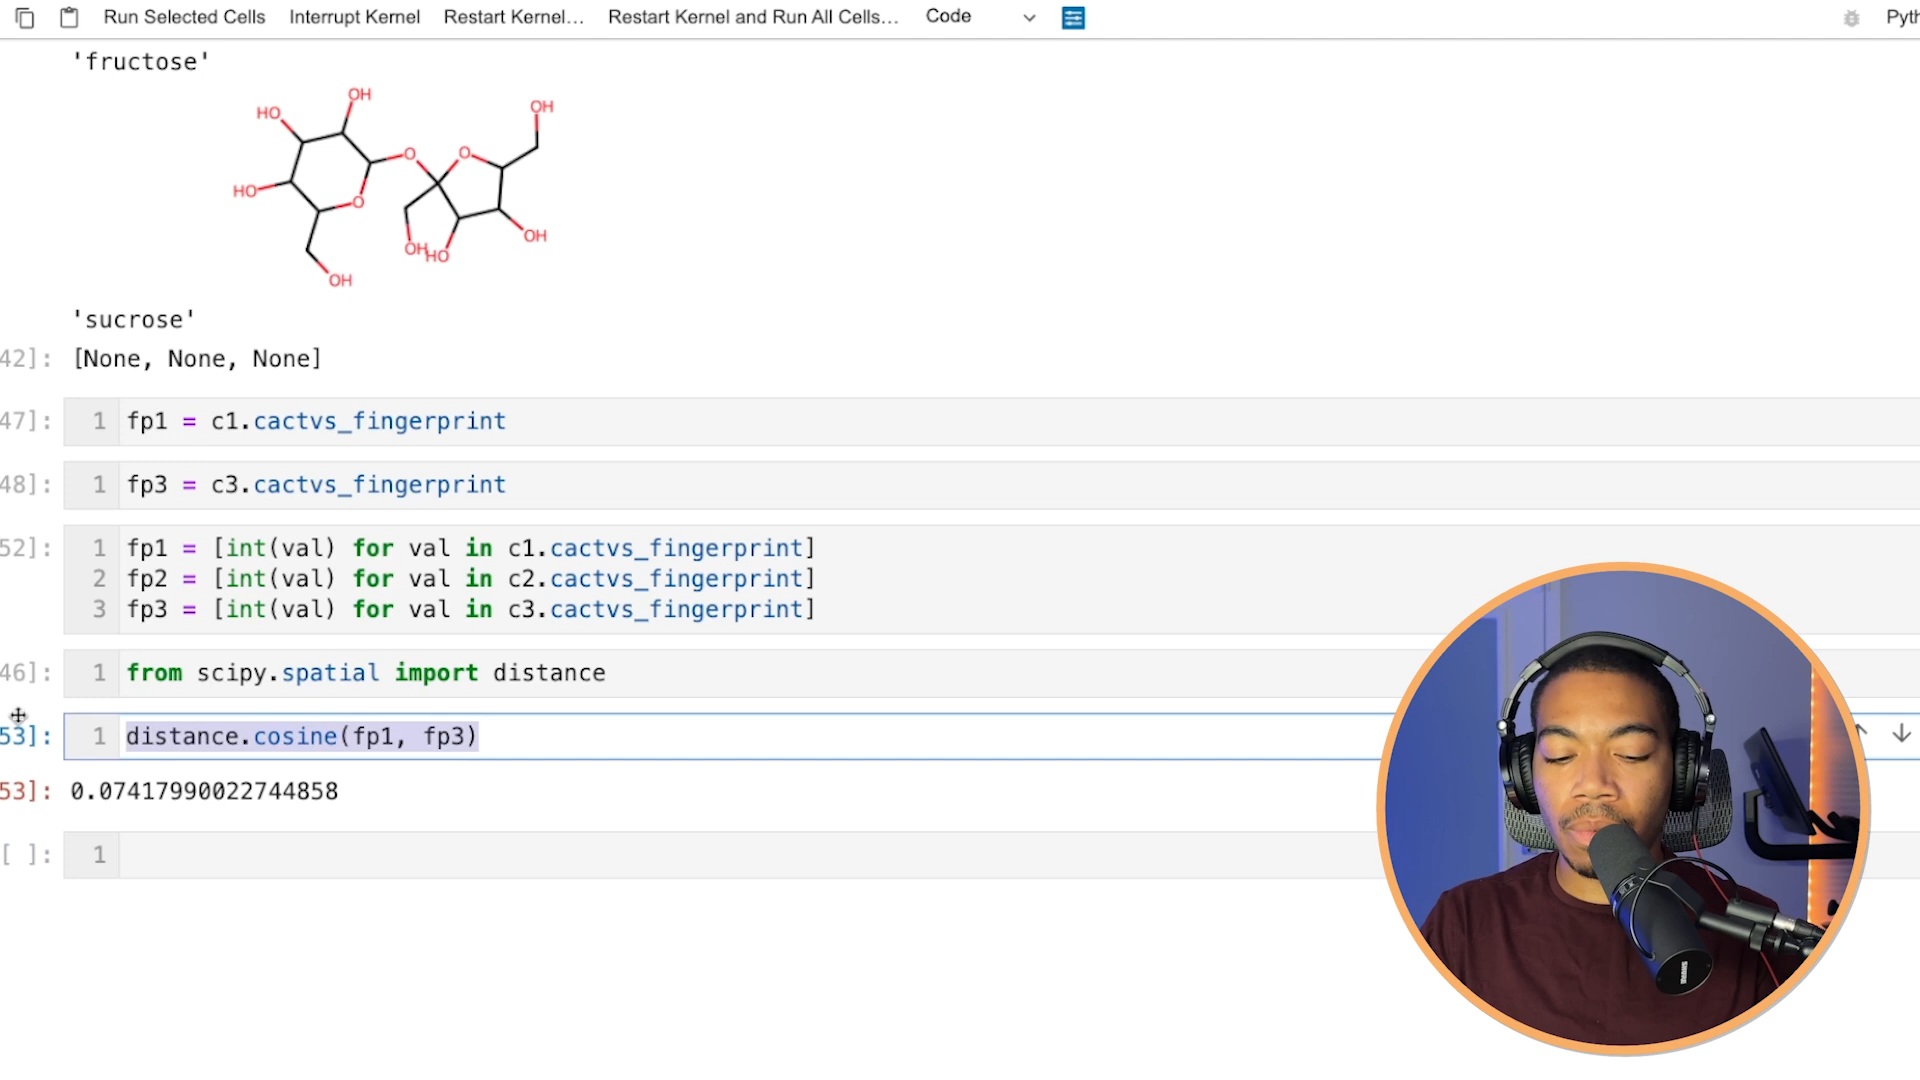 Run Selected Cells Interrupt Kernel Restart Kernel… Restart Kernel and Run All Cells… Code Pyth
'fructose'
OH
HO
OH
O
O
HO
O
OH
OH
HO
OH
'sucrose'
42]: [None, None, None]
47]: 1 fp1 = c1.cactvs_fingerprint
48]: 1 fp3 = c3.cactvs_fingerprint
52]: 1 fp1 = [int(val) for val in c1.cactvs_fingerprint]
2 fp2 = [int(val) for val in c2.cactvs_fingerprint]
3 fp3 = [int(val) for val in c3.cactvs_fingerprint]
46]: 1 from scipy.spatial import distance
53]: 1 distance.cosine(fp1, fp3)
53]: 0.07417990022744858
[ ]: 1
SHURE